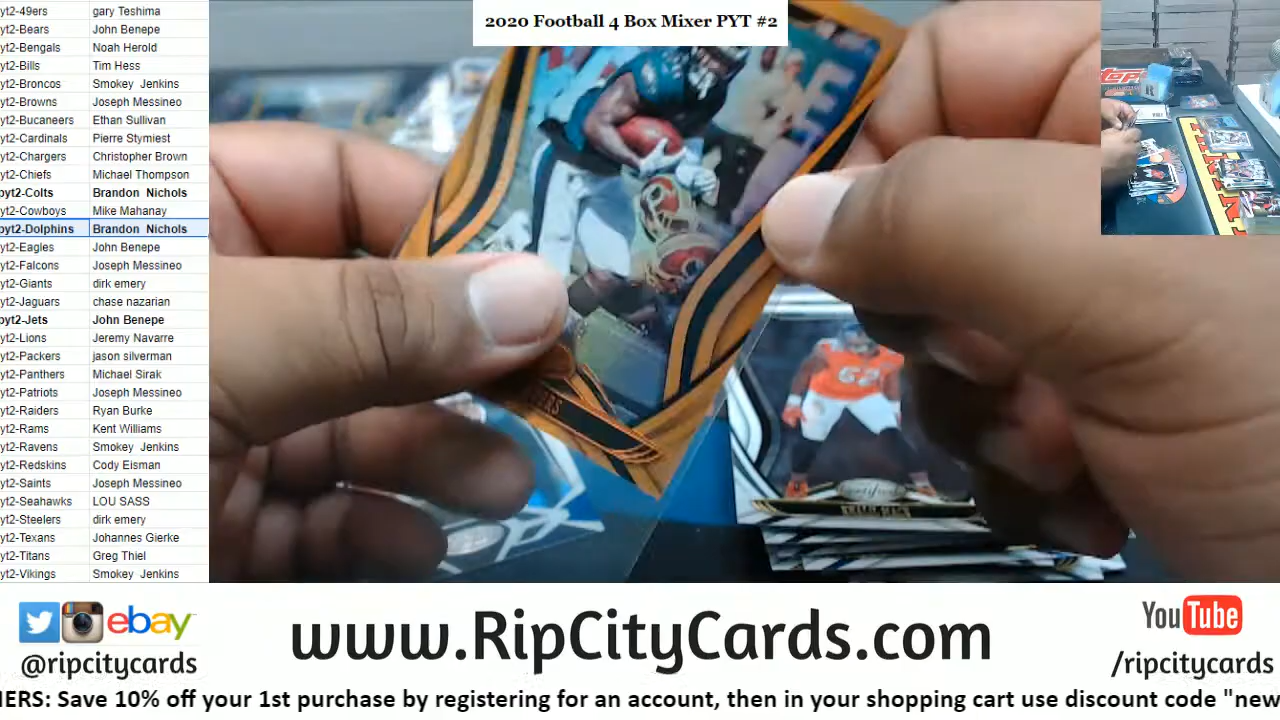 2020 Football 4 Box Mixer PYT #2
yt2-49ers gary Teshima
yt2-Bears John Benepe
yt2-Bengals Noah Herold
yt2-Bills Tim Hess
yt2-Broncos Smokey Jenkins
yt2-Browns Joseph Messineo
yt2-Bucaneers Ethan Sullivan
yt2-Cardinals Pierre Stymiest
yt2-Chargers Christopher Brown
yt2-Chiefs Michael Thompson
pyt2-Colts Brandon Nichols
yt2-Cowboys Mike Mahanay
pyt2-Dolphins Brandon Nichols
yt2-Eagles John Benepe
yt2-Falcons Joseph Messineo
yt2-Giants dirk emery
yt2-Jaguars chase nazarian
pyt2-Jets John Benepe
yt2-Lions Jeremy Navarre
yt2-Packers jason silverman
yt2-Panthers Michael Sirak
yt2-Patriots Joseph Messineo
yt2-Raiders Ryan Burke
yt2-Rams Kent Williams
yt2-Ravens Smokey Jenkins
yt2-Redskins Cody Eisman
yt2-Saints Joseph Messineo
yt2-Seahawks LOU SASS
yt2-Steelers dirk emery
yt2-Texans Johannes Gierke
yt2-Titans Greg Thiel
yt2-Vikings Smokey Jenkins
62
ebay
@ripcitycards
www.RipCityCards.com
YouTube
/ripcitycards
IERS: Save 10% off your 1st purchase by registering for an account, then in your shopping cart use discount code "new